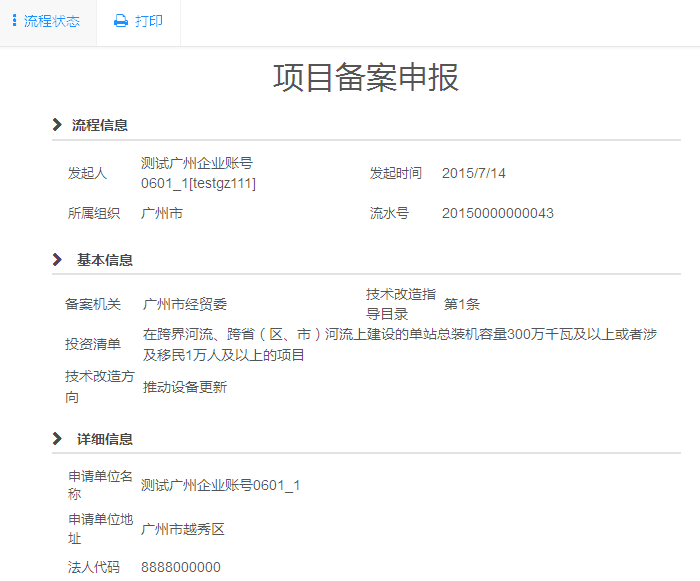 流程状态 打印
项目备案申报
流程信息
发起人 测试广州企业账号
0601_1[testgz111] 发起时间 2015/7/14
所属组织 广州市 流水号 20150000000043
基本信息
备案机关 广州市经贸委 技术改造指
导目录 第1条
投资清单 在跨界河流、跨省（区、市）河流上建设的单站总装机容量300万千瓦及以上或者涉
及移民1万人及以上的项目
技术改造方
向 推动设备更新
详细信息
申请单位名
称 测试广州企业账号0601_1
申请单位地
址 广州市越秀区
法人代码 8888000000